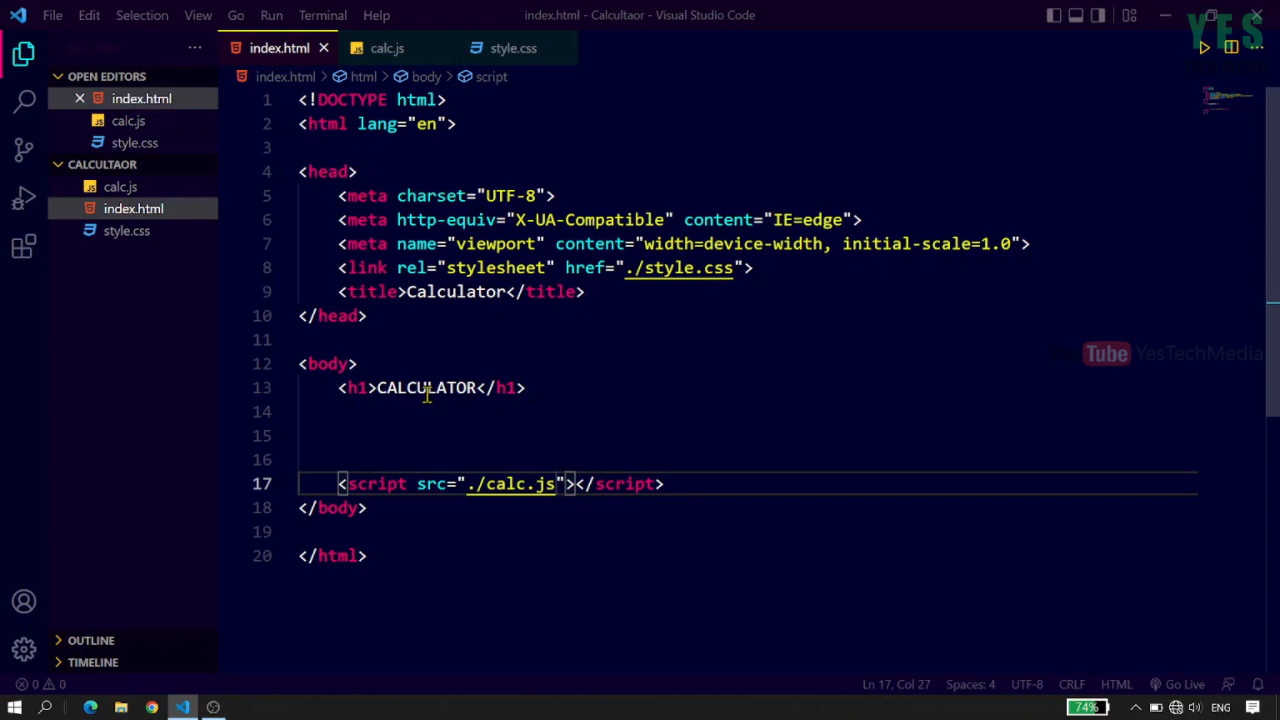 File Edit Selection View Go Run Terminal Help index.html - Calcultaor - Visual Studio Code
YES
index.html calc.js style.css
index.html > html > body > script
OPEN EDITORS
index.html
calc.js
style.css
CALCULTAOR
calc.js
index.html
style.css
1 <!DOCTYPE html>
2 <html lang="en">
3
4 <head>
5 <meta charset="UTF-8">
6 <meta http-equiv="X-UA-Compatible" content="IE=edge">
7 <meta name="viewport" content="width=device-width, initial-scale=1.0">
8 <link rel="stylesheet" href="./style.css">
9 <title>Calculator</title>
10 </head>
11
12 <body>
13 <h1>CALCULATOR</h1>
14
15
16
17 <script src="./calc.js"></script>
18 </body>
19
20 </html>
Tube YesTechMedia
OUTLINE
TIMELINE
0 0 Ln 17, Col 27 Spaces: 4 UTF-8 CRLF HTML Go Live
74% ENG